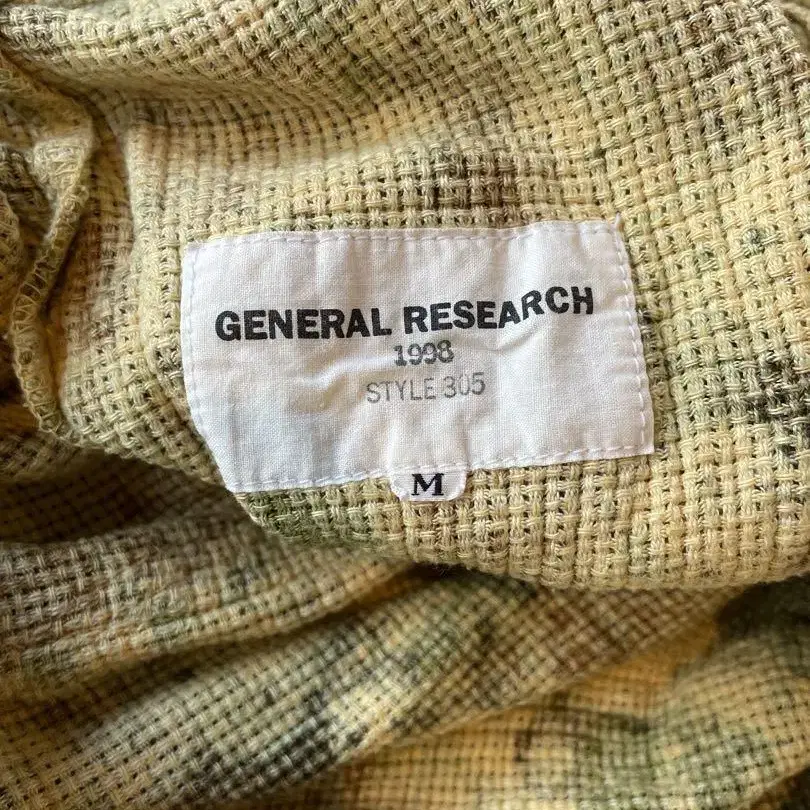 GENERAL RESEARCH
1998
STYLE 305
M